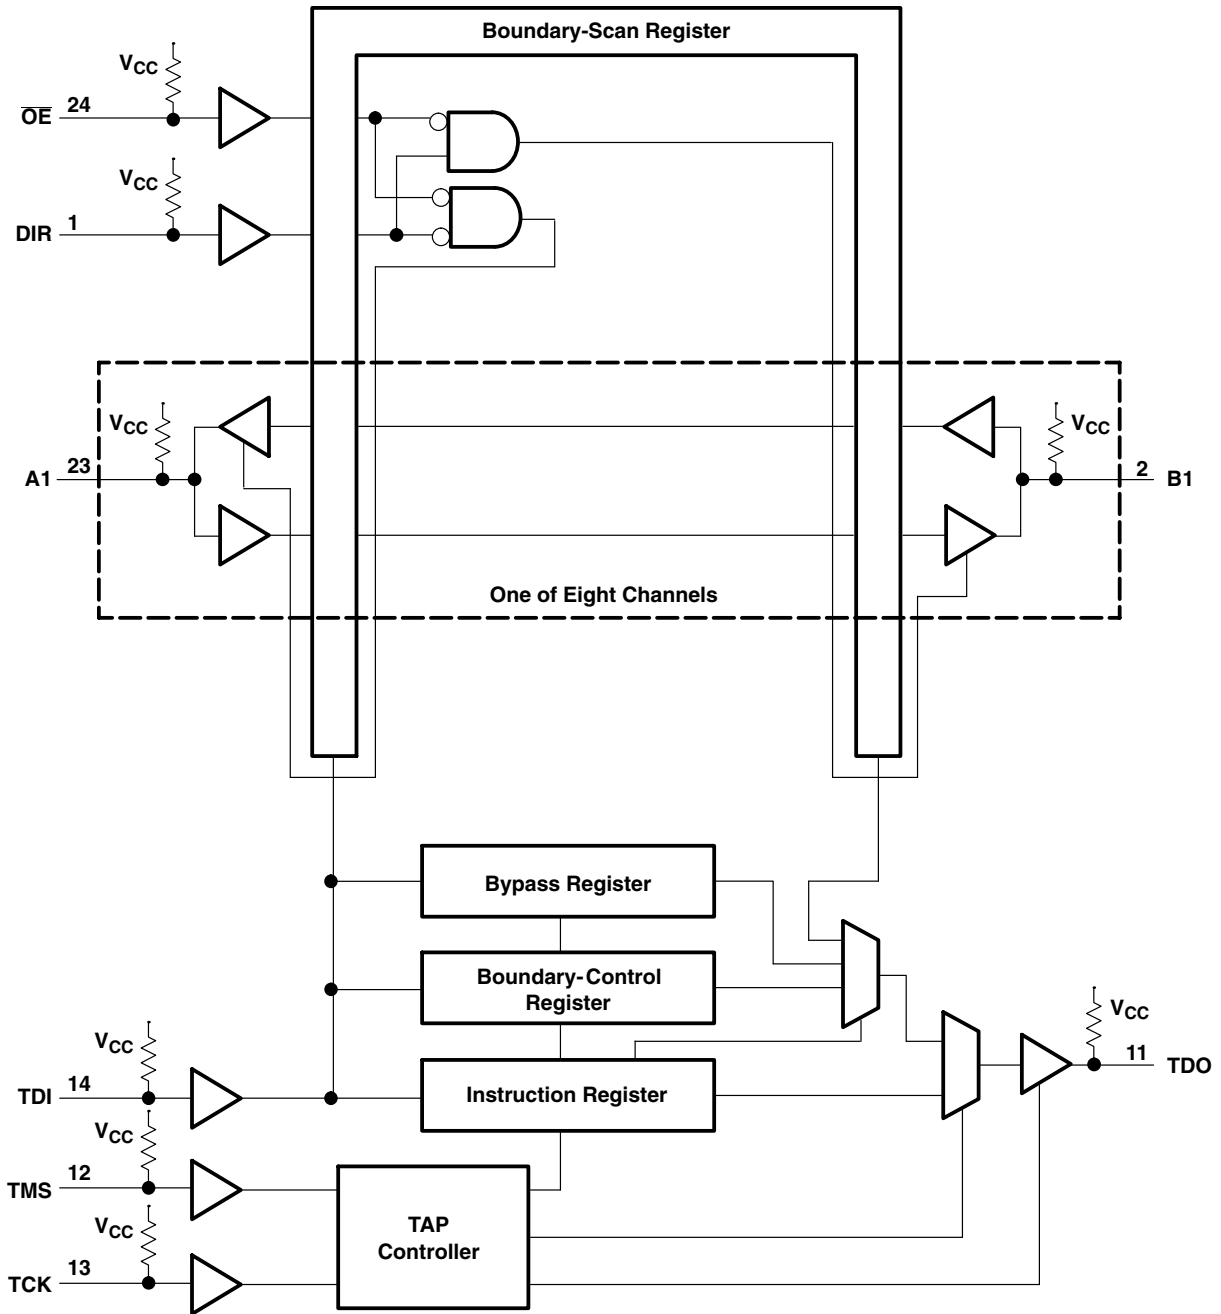 Boundary-Scan Register
VCC
OE 24
VCC
DIR 1
VCC
A1 23
VCC
2 B1
One of Eight Channels
Bypass Register
Boundary-Control
Register
VCC
TDI 14
Instruction Register
VCC
11 TDO
VCC
TMS 12
TAP
Controller
VCC
TCK 13